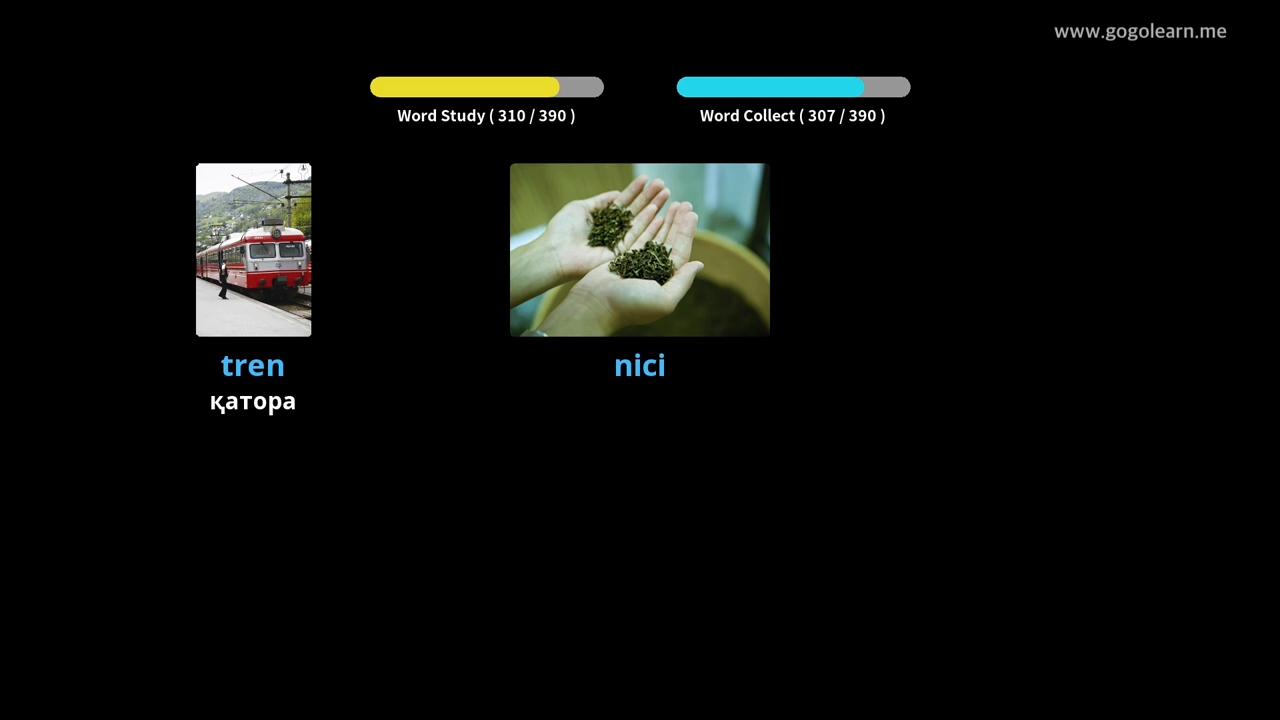 www.gogolearn.me
Word Study ( 310 / 390 )
Word Collect ( 307 / 390 )
tren
қатора
nici